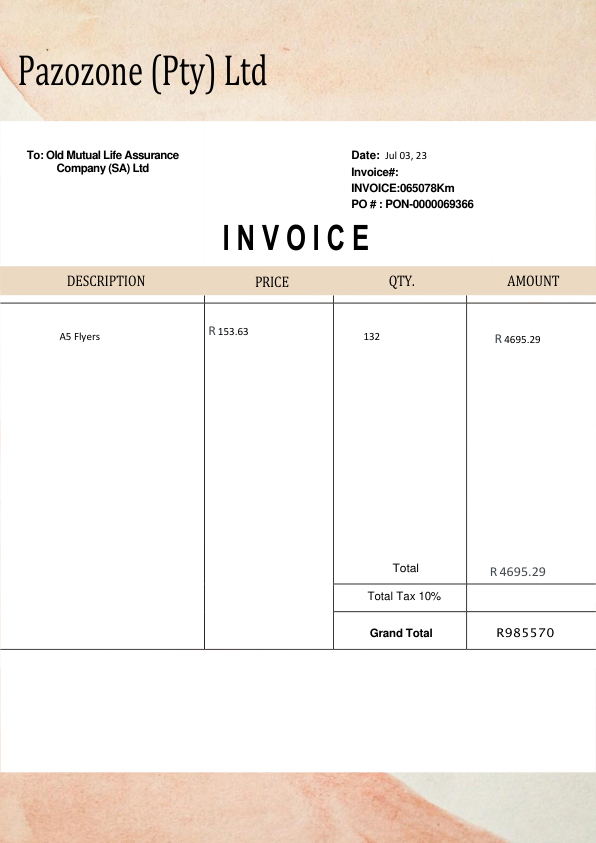 Pazozone (Pty) Ltd
To: Old Mutual Life Assurance
Company (SA) Ltd
Date: Jul 03, 23
Invoice#:
INVOICE:065078Km
PO # : PON-0000069366
INVOICE
DESCRIPTION PRICE QTY. AMOUNT
A5 Flyers R 153.63 132 R 4695.29
Total R 4695.29
Total Tax 10%
Grand Total R985570